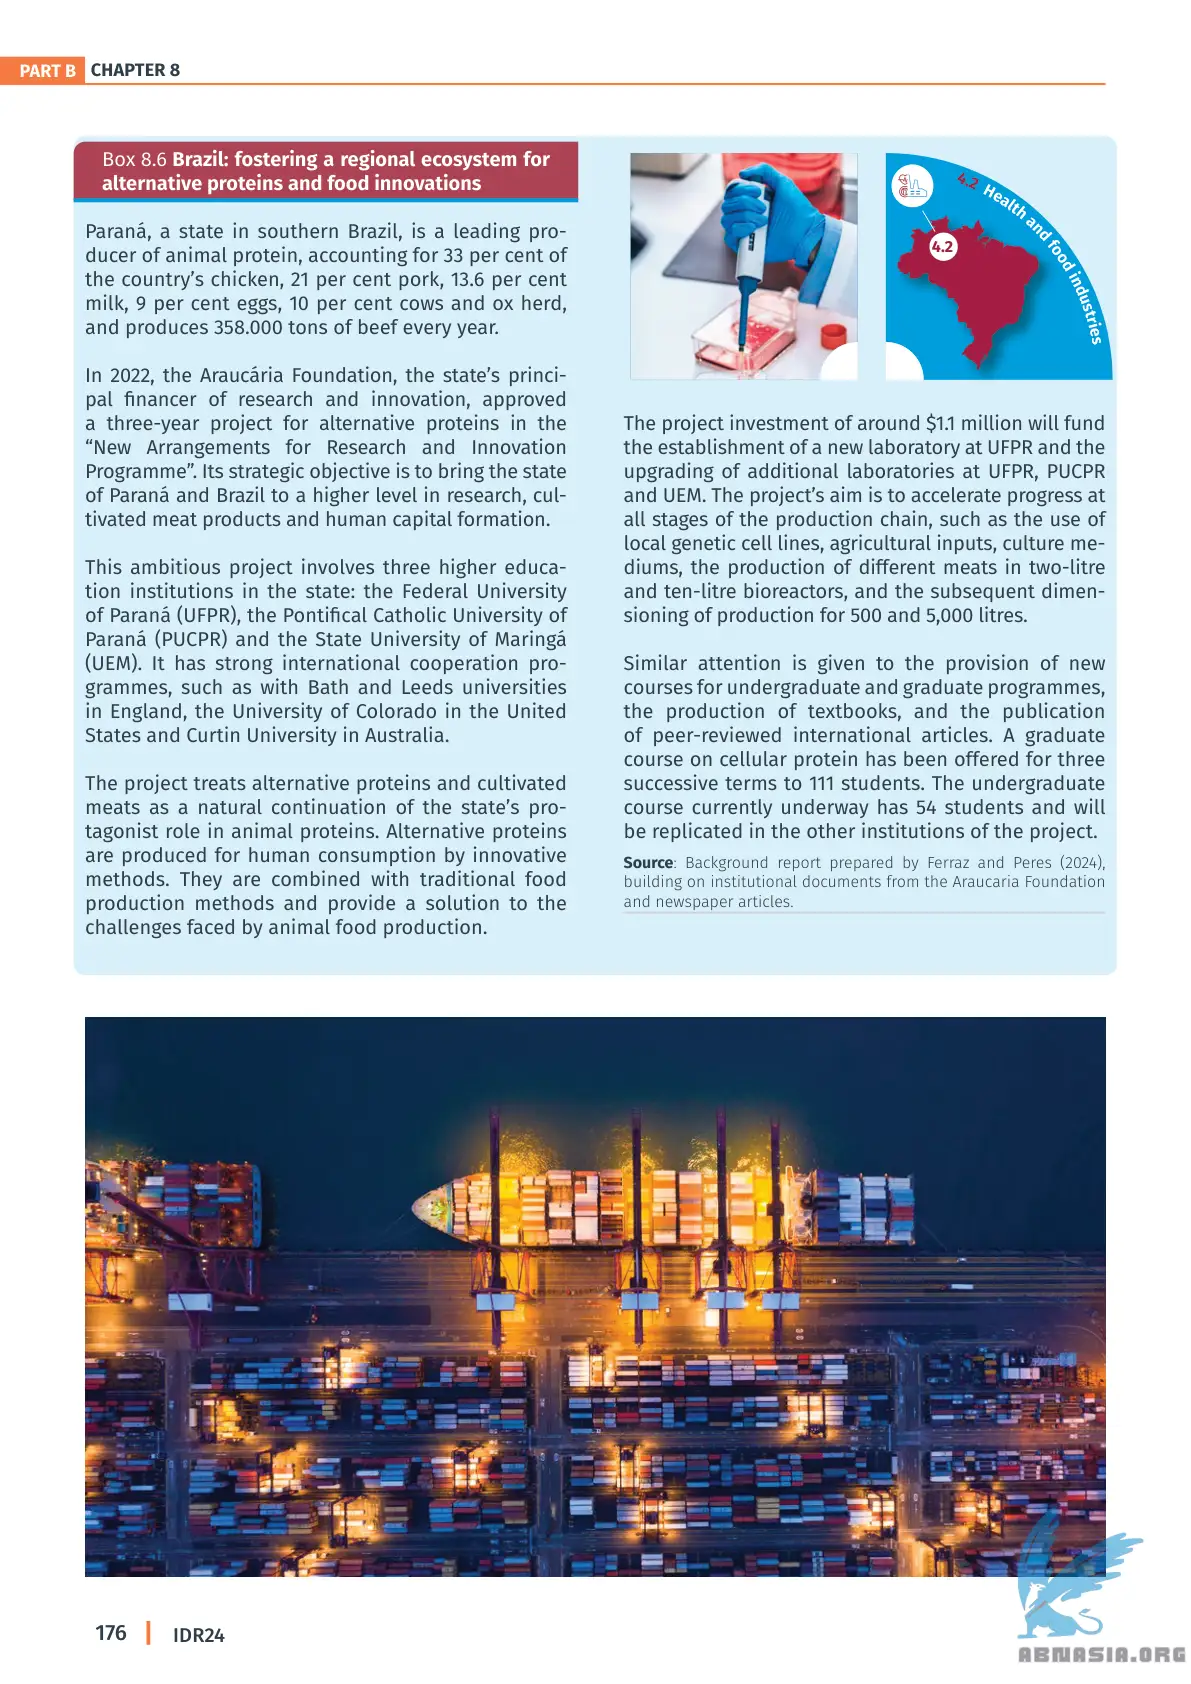 PART B CHAPTER 8
Box 8.6 Brazil: fostering a regional ecosystem for
alternative proteins and food innovations
Paraná, a state in southern Brazil, is a leading pro-
ducer of animal protein, accounting for 33 per cent of
the country’s chicken, 21 per cent pork, 13.6 per cent
milk, 9 per cent eggs, 10 per cent cows and ox herd,
and produces 358.000 tons of beef every year.
In 2022, the Araucária Foundation, the state’s princi-
pal financer of research and innovation, approved
a three-year project for alternative proteins in the
“New Arrangements for Research and Innovation
Programme”. Its strategic objective is to bring the state
of Paraná and Brazil to a higher level in research, cul-
tivated meat products and human capital formation.
This ambitious project involves three higher educa-
tion institutions in the state: the Federal University
of Paraná (UFPR), the Pontifical Catholic University of
Paraná (PUCPR) and the State University of Maringá
(UEM). It has strong international cooperation pro-
grammes, such as with Bath and Leeds universities
in England, the University of Colorado in the United
States and Curtin University in Australia.
The project treats alternative proteins and cultivated
meats as a natural continuation of the state’s pro-
tagonist role in animal proteins. Alternative proteins
are produced for human consumption by innovative
methods. They are combined with traditional food
production methods and provide a solution to the
challenges faced by animal food production.
4.2 Health and food industries
4.2
The project investment of around $1.1 million will fund
the establishment of a new laboratory at UFPR and the
upgrading of additional laboratories at UFPR, PUCPR
and UEM. The project’s aim is to accelerate progress at
all stages of the production chain, such as the use of
local genetic cell lines, agricultural inputs, culture me-
diums, the production of different meats in two-litre
and ten-litre bioreactors, and the subsequent dimen-
sioning of production for 500 and 5,000 litres.
Similar attention is given to the provision of new
courses for undergraduate and graduate programmes,
the production of textbooks, and the publication
of peer-reviewed international articles. A graduate
course on cellular protein has been offered for three
successive terms to 111 students. The undergraduate
course currently underway has 54 students and will
be replicated in the other institutions of the project.
Source: Background report prepared by Ferraz and Peres (2024),
building on institutional documents from the Araucaria Foundation
and newspaper articles.
176 | IDR24
ABNASIA.ORG